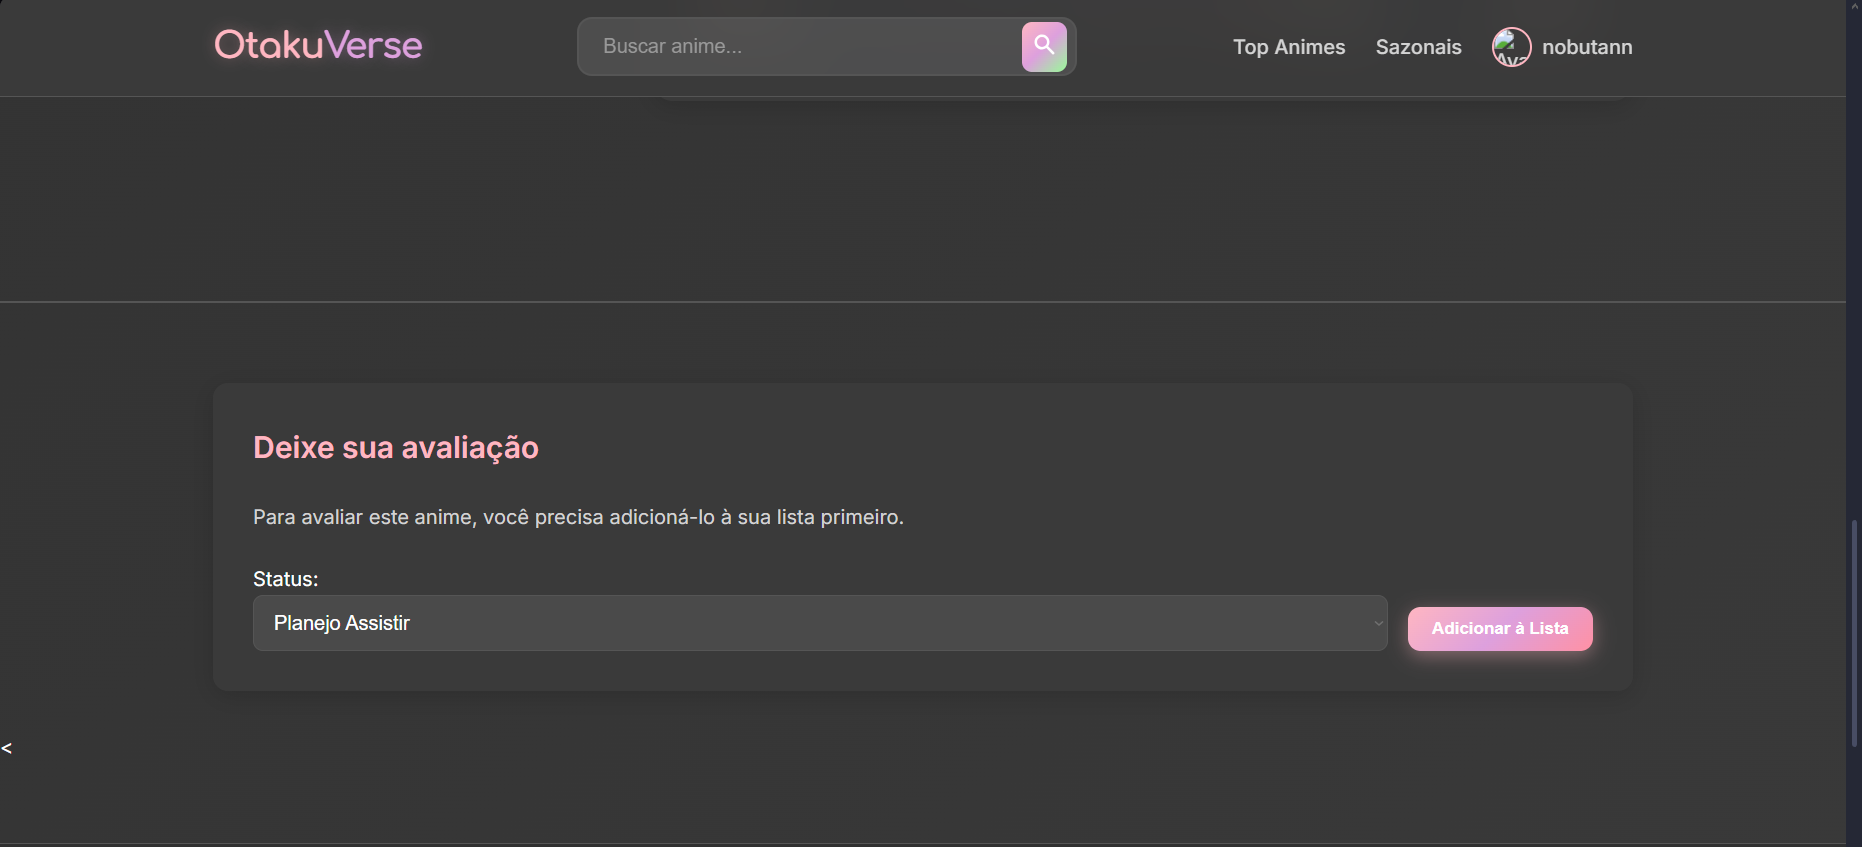 OtakuVerse
Buscar anime...
Top Animes
Sazonais
Ava
nobutann
Deixe sua avaliação
Para avaliar este anime, você precisa adicioná-lo à sua lista primeiro.
Status:
Planejo Assistir
Adicionar à Lista
<